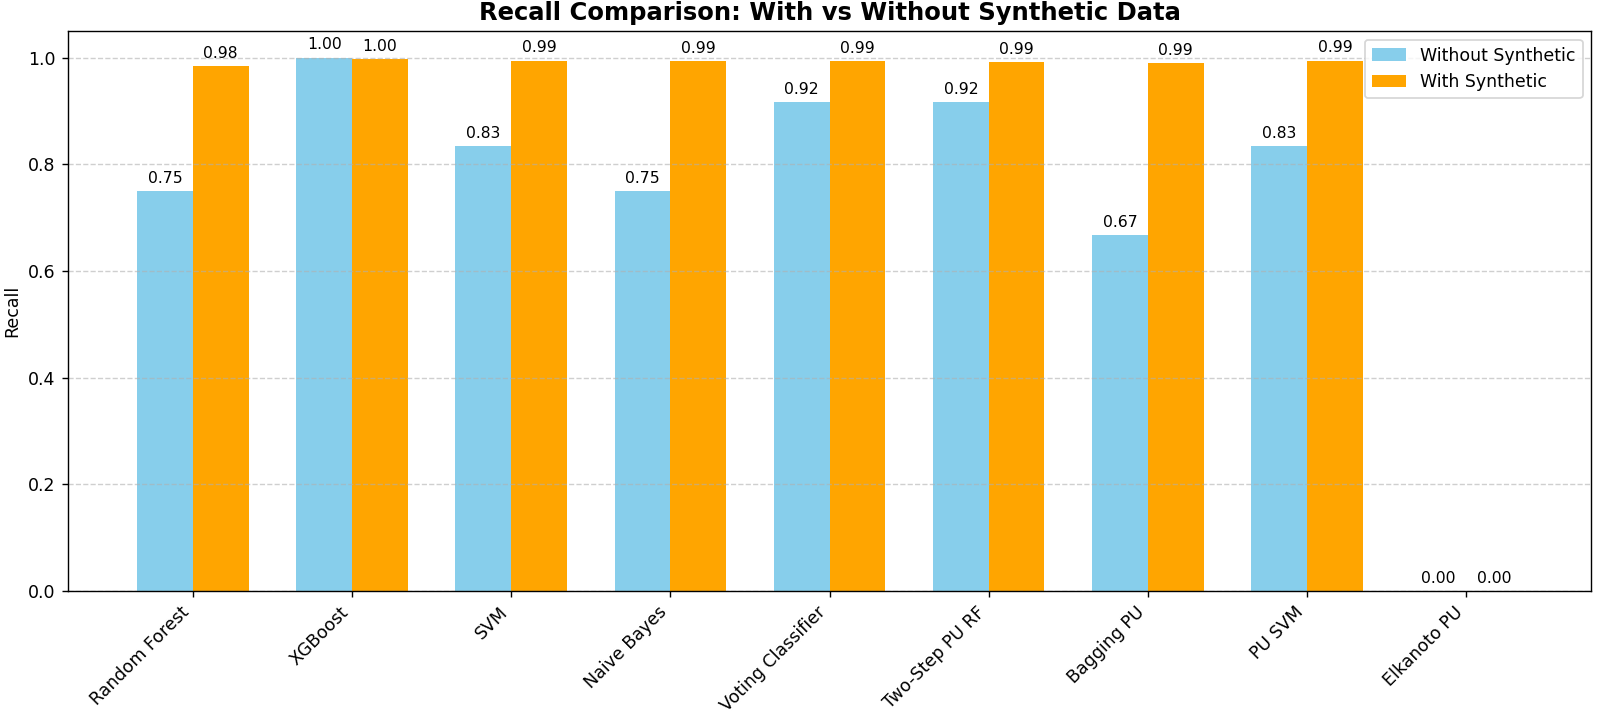 Recall Comparison: With vs Without Synthetic Data
Without Synthetic
With Synthetic
Recall
1.0
0.8
0.6
0.4
0.2
0.0
0.75
0.98
1.00
1.00
0.83
0.99
0.75
0.99
0.92
0.99
0.92
0.99
0.67
0.99
0.83
0.99
0.00
0.00
Random Forest
XGBoost
SVM
Naive Bayes
Voting Classifier
Two-Step PU RF
Bagging PU
PU SVM
Elkanoto PU